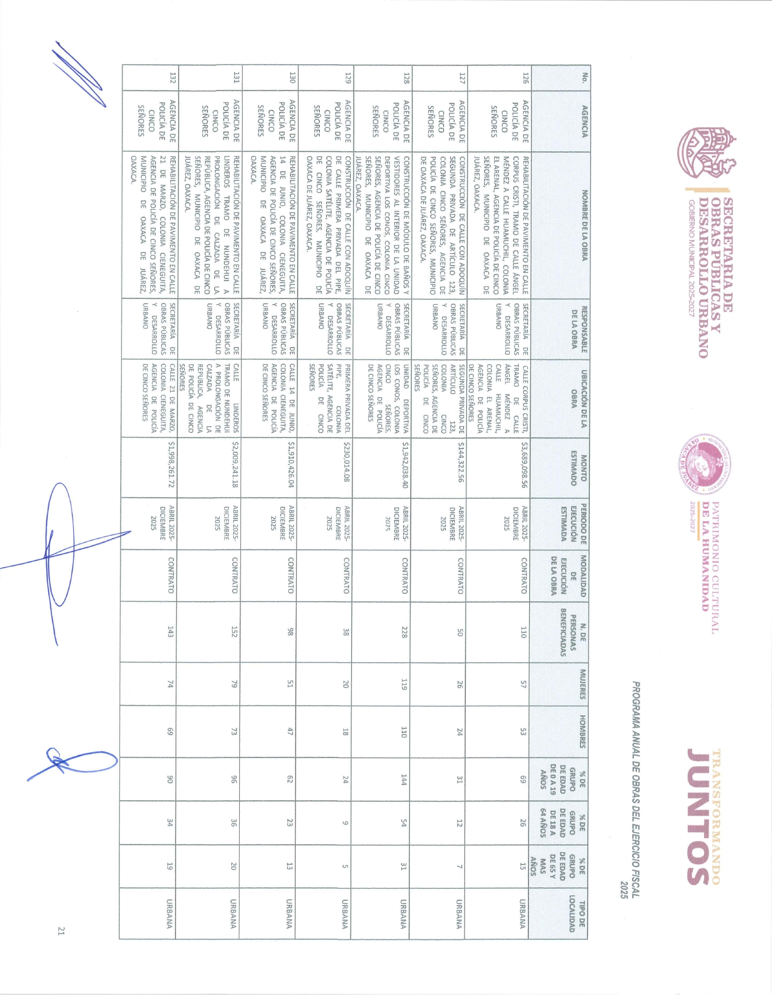 SECRETARIA DE
OBRAS PÚBLICAS Y
DESARROLLO URBANO
GOBIERNO MUNICIPAL 2025-2027
HONORABLE AYUNTAMIENTO
OAXACA DE JUÁREZ
PATRIMONIO CULTURAL
DE LA HUMANIDAD
2025-2027
TRANSFORMANDO
JUNTOS
PROGRAMA ANUAL DE OBRAS DEL EJERCICIO FISCAL
2025
No.
AGENCIA
NOMBRE DE LA OBRA
RESPONSABLE
DE LA OBRA
UBICACIÓN DE LA
OBRA
MONTO
ESTIMADO
PERIODO DE
EJECUCIÓN
ESTIMADA
MODALIDAD
DE
EJECUCIÓN
DE LA OBRA
N. DE
PERSONAS
BENEFICIADAS
MUJERES
HOMBRES
% DE
GRUPO
DE EDAD
DE 0 A 19
AÑOS
% DE
GRUPO
DE EDAD
DE 18 A
64 AÑOS
% DE
GRUPO
DE EDAD
DE 65 Y
MAS
AÑOS
TIPO DE
LOCALIDAD
126
AGENCIA DE
POLICÍA DE
CINCO
SEÑORES
REHABILITACIÓN DE PAVIMENTO EN CALLE
CORPUS CRISTI, TRAMO DE CALLE ÁNGEL
MÉNDEZ A CALLE HUAMUCHIL, COLONIA
EL ARENAL, AGENCIA DE POLICÍA DE CINCO
SEÑORES, MUNICIPIO DE OAXACA DE
JUÁREZ, OAXACA.
SECRETARÍA DE
OBRAS PÚBLICAS
Y DESARROLLO
URBANO
CALLE CORPUS CRISTI,
TRAMO DE CALLE
ÁNGEL MÉNDEZ A
CALLE HUAMUCHIL,
COLONIA EL ARENAL,
AGENCIA DE POLICÍA
DE CINCO SEÑORES
$3,689,098.56
ABRIL 2025-
DICIEMBRE
2025
CONTRATO
110
57
53
69
26
15
URBANA
127
AGENCIA DE
POLICÍA DE
CINCO
SEÑORES
CONSTRUCCIÓN DE CALLE CON ADOQUÍN
SEGUNDA PRIVADA DE ARTÍCULO 123,
COLONIA CINCO SEÑORES, AGENCIA DE
POLICÍA DE CINCO SEÑORES, MUNICIPIO
DE OAXACA DE JUÁREZ, OAXACA.
SECRETARÍA DE
OBRAS PÚBLICAS
Y DESARROLLO
URBANO
SEGUNDA PRIVADA DE
ARTÍCULO 123,
COLONIA CINCO
SEÑORES, AGENCIA DE
POLICÍA DE CINCO
SEÑORES
$144,322.56
ABRIL 2025-
DICIEMBRE
2025
CONTRATO
50
26
24
31
12
7
URBANA
128
AGENCIA DE
POLICÍA DE
CINCO
SEÑORES
CONSTRUCCIÓN DE MÓDULO DE BAÑOS Y
VESTIDORES AL INTERIOR DE LA UNIDAD
DEPORTIVA LOS CONOS, COLONIA CINCO
SEÑORES, AGENCIA DE POLICÍA DE CINCO
SEÑORES, MUNICIPIO DE OAXACA DE
JUÁREZ, OAXACA.
SECRETARÍA DE
OBRAS PÚBLICAS
Y DESARROLLO
URBANO
UNIDAD DEPORTIVA
LOS CONOS, COLONIA
CINCO SEÑORES,
AGENCIA DE POLICÍA
DE CINCO SEÑORES
$1,942,038.40
ABRIL 2025-
DICIEMBRE
2025
CONTRATO
228
119
110
144
54
31
URBANA
129
AGENCIA DE
POLICÍA DE
CINCO
SEÑORES
CONSTRUCCIÓN DE CALLE CON ADOQUÍN
DE CALLE PRIMERA PRIVADA DEL PIPE,
COLONIA SATÉLITE, AGENCIA DE POLICÍA
DE CINCO SEÑORES, MUNICIPIO DE
OAXACA DE JUÁREZ, OAXACA.
SECRETARÍA DE
OBRAS PÚBLICAS
Y DESARROLLO
URBANO
PRIMERA PRIVADA DEL
PIPE, COLONIA
SATÉLITE, AGENCIA DE
POLICÍA DE CINCO
SEÑORES
$230,014.08
ABRIL 2025-
DICIEMBRE
2025
CONTRATO
38
20
18
24
9
5
URBANA
130
AGENCIA DE
POLICÍA DE
CINCO
SEÑORES
REHABILITACIÓN DE PAVIMENTO EN CALLE
14 DE JUNIO, COLONIA CIENEGUITA,
AGENCIA DE POLICÍA DE CINCO SEÑORES,
MUNICIPIO DE OAXACA DE JUÁREZ,
OAXACA.
SECRETARÍA DE
OBRAS PÚBLICAS
Y DESARROLLO
URBANO
CALLE 14 DE JUNIO,
COLONIA CIENEGUITA,
AGENCIA DE POLICÍA
DE CINCO SEÑORES
$1,910,426.04
ABRIL 2025-
DICIEMBRE
2025
CONTRATO
98
51
47
62
23
13
URBANA
131
AGENCIA DE
POLICÍA DE
CINCO
SEÑORES
REHABILITACIÓN DE PAVIMENTO EN CALLE
LINDEROS TRAMO DE NUNDEHUI A
PROLONGACIÓN DE CALZADA DE LA
REPÚBLICA, AGENCIA DE POLICÍA DE CINCO
SEÑORES, MUNICIPIO DE OAXACA DE
JUÁREZ, OAXACA.
SECRETARÍA DE
OBRAS PÚBLICAS
Y DESARROLLO
URBANO
CALLE LINDEROS
TRAMO DE NUNDEHUI
A PROLONGACIÓN DE
CALZADA DE LA
REPUBLICA, AGENCIA
DE POLICÍA DE CINCO
SEÑORES
$2,009,241.18
ABRIL 2025-
DICIEMBRE
2025
CONTRATO
152
79
73
96
36
20
URBANA
132
AGENCIA DE
POLICÍA DE
CINCO
SEÑORES
REHABILITACIÓN DE PAVIMENTO EN CALLE
21 DE MARZO, COLONIA CIENEGUITA,
AGENCIA DE POLICÍA DE CINCO SEÑORES,
MUNICIPIO DE OAXACA DE JUÁREZ,
OAXACA.
SECRETARÍA DE
OBRAS PÚBLICAS
Y DESARROLLO
URBANO
CALLE 21 DE MARZO,
COLONIA CIENEGUITA,
AGENCIA DE POLICÍA
DE CINCO SEÑORES
$1,998,261.72
ABRIL 2025-
DICIEMBRE
2025
CONTRATO
143
74
69
90
34
19
URBANA
21